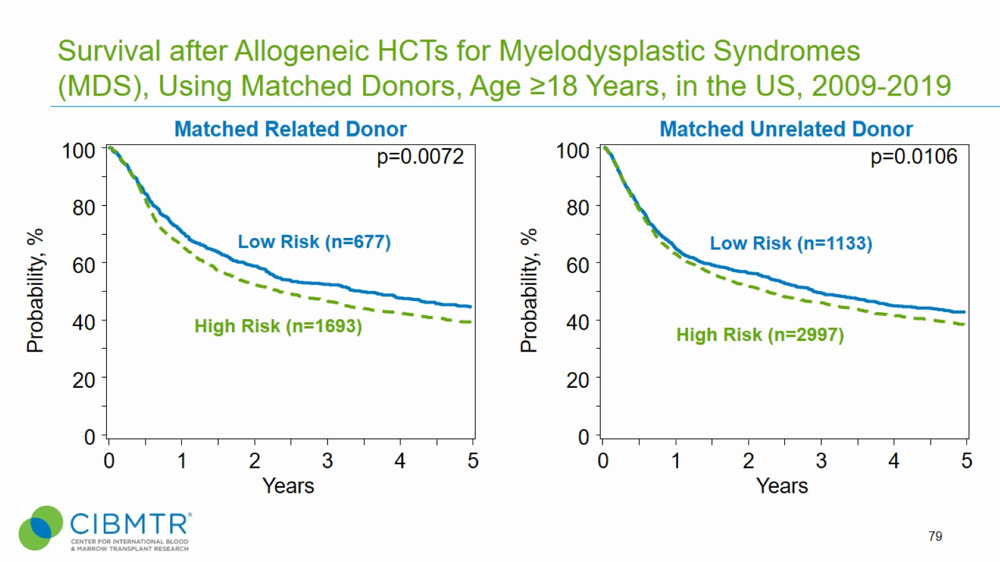 Survival after Allogeneic HCTs for Myelodysplastic Syndromes
(MDS), Using Matched Donors, Age ≥18 Years, in the US, 2009-2019
Matched Related Donor
p=0.0072
100
80
60
40
20
0
Probability, %
Low Risk (n=677)
High Risk (n=1693)
0 1 2 3 4 5
Years
Matched Unrelated Donor
p=0.0106
100
80
60
40
20
0
Probability, %
Low Risk (n=1133)
High Risk (n=2997)
0 1 2 3 4 5
Years
CIBMTR®
CENTER FOR INTERNATIONAL BLOOD
& MARROW TRANSPLANT RESEARCH
79